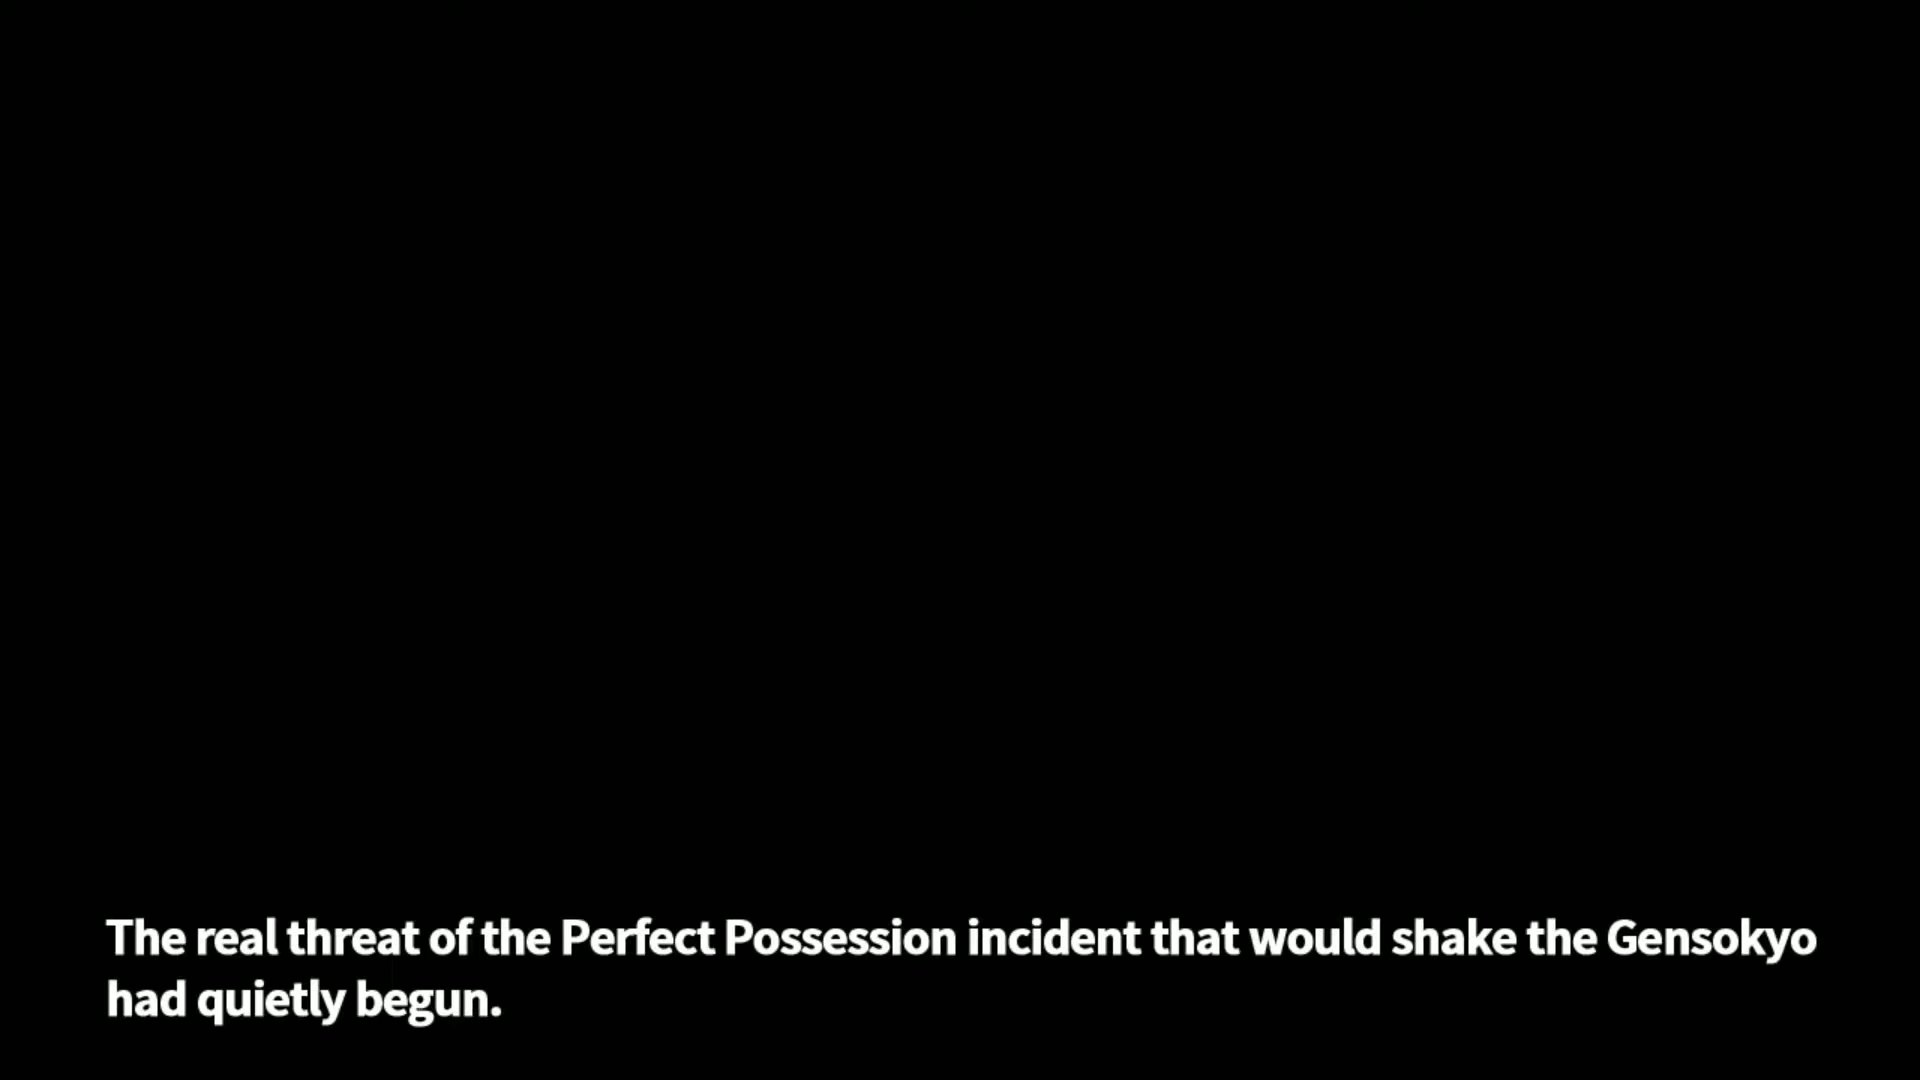 The real threat of the Perfect Possession incident that would shake the Gensokyo
had quietly begun.